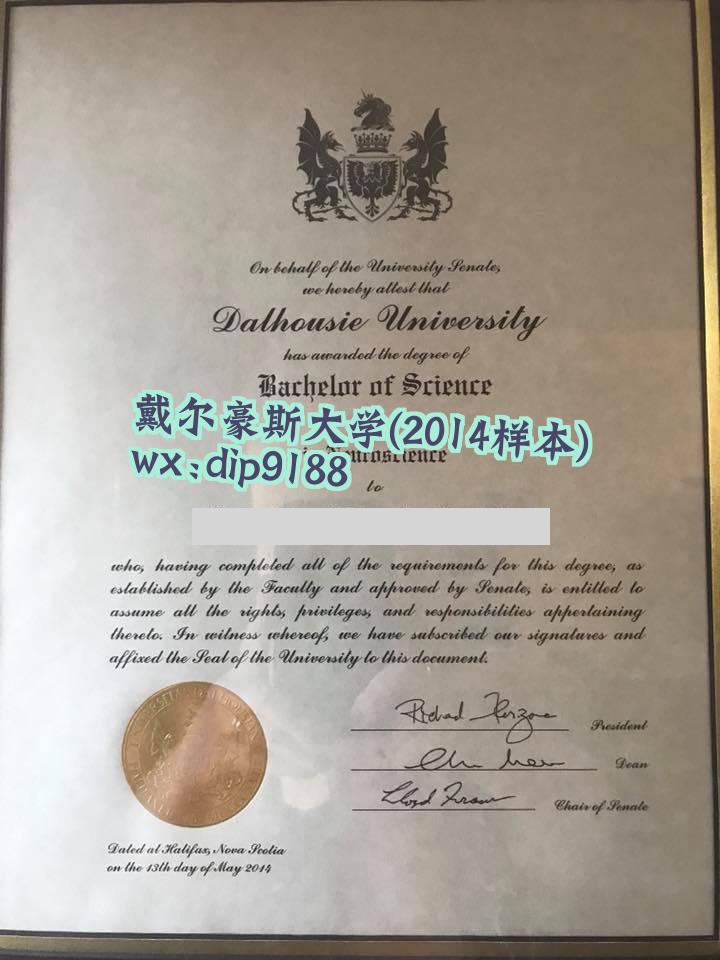 On behalf of the University Senate,
we hereby attest that
Dalhousie University
has awarded the degree of
Bachelor of Science
戴尔豪斯大学(2014样本)
in Neuroscience
wx:dip9188
to
who, having completed all of the requirements for this degree, as
established by the Faculty and approved by Senate, is entitled to
assume all the rights, privileges, and responsibilities appertaining
thereto. In witness whereof, we have subscribed our signatures and
affixed the Seal of the University to this document.
Richard
President
Dean
Lloyd Fraser
Chair of Senate
Dated at Halifax, Nova Scotia
on the 13th day of May 2014